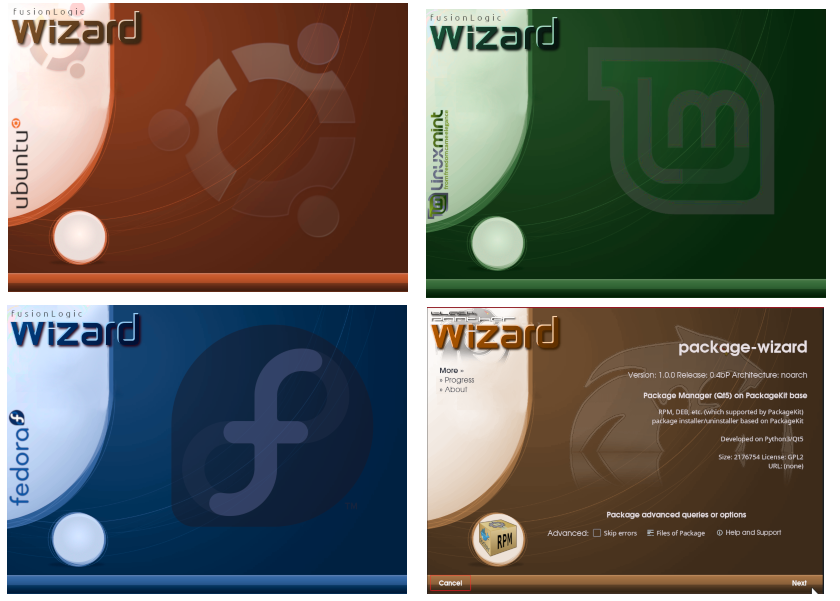 fusionLogic
Wizard
ubuntu
fusionLogic
Wizard
linuxmint
fusionLogic
Wizard
fedora
TM
Wizard
package-wizard
More »
» Progress
» About
Version: 1.0.0 Release: 0.4bP Architecture: noarch
Package Manager (Qt5) on PackageKit base
RPM, DEB, etc. (which supported by PackageKit)
package installer/uninstaller based on PackageKit
Developed on Python3/Qt5
Size: 2176754 License: GPL2
URL: (none)
Package advanced queries or options
Advanced: Skip errors Files of Package Help and Support
RPM
Cancel
Next